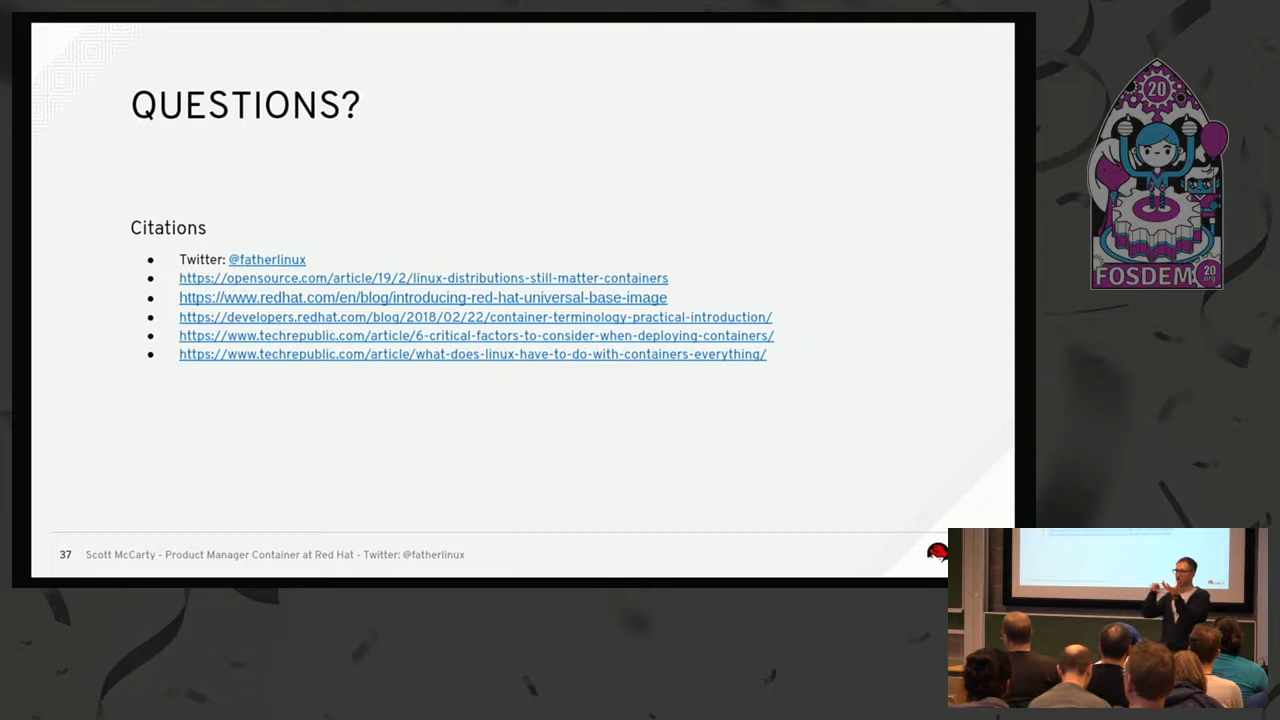 QUESTIONS?
Citations
● Twitter: @fatherlinux
● https://opensource.com/article/19/2/linux-distributions-still-matter-containers
● https://www.redhat.com/en/blog/introducing-red-hat-universal-base-image
● https://developers.redhat.com/blog/2018/02/22/container-terminology-practical-introduction/
● https://www.techrepublic.com/article/6-critical-factors-to-consider-when-deploying-containers/
● https://www.techrepublic.com/article/what-does-linux-have-to-do-with-containers-everything/
37 Scott McCarty - Product Manager Container at Red Hat - Twitter: @fatherlinux
20
FOSDEM
20
.org